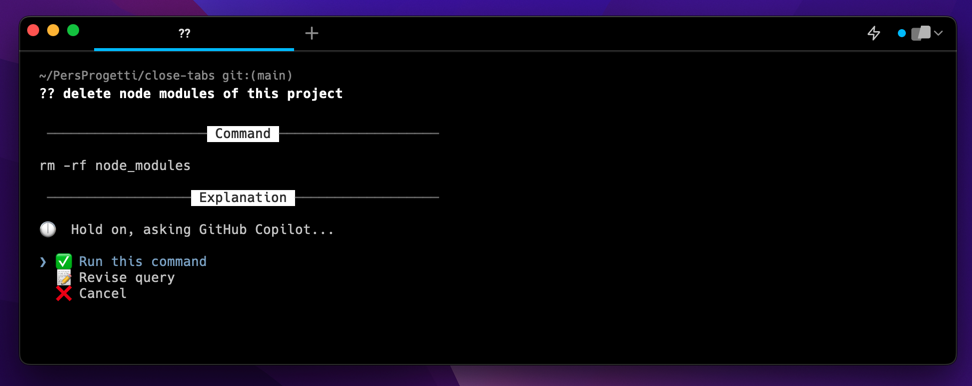 ??
~/PersProgetti/close-tabs git:(main)
?? delete node modules of this project
Command
rm -rf node_modules
Explanation
Hold on, asking GitHub Copilot...
❯ ✅ Run this command
📝 Revise query
❌ Cancel